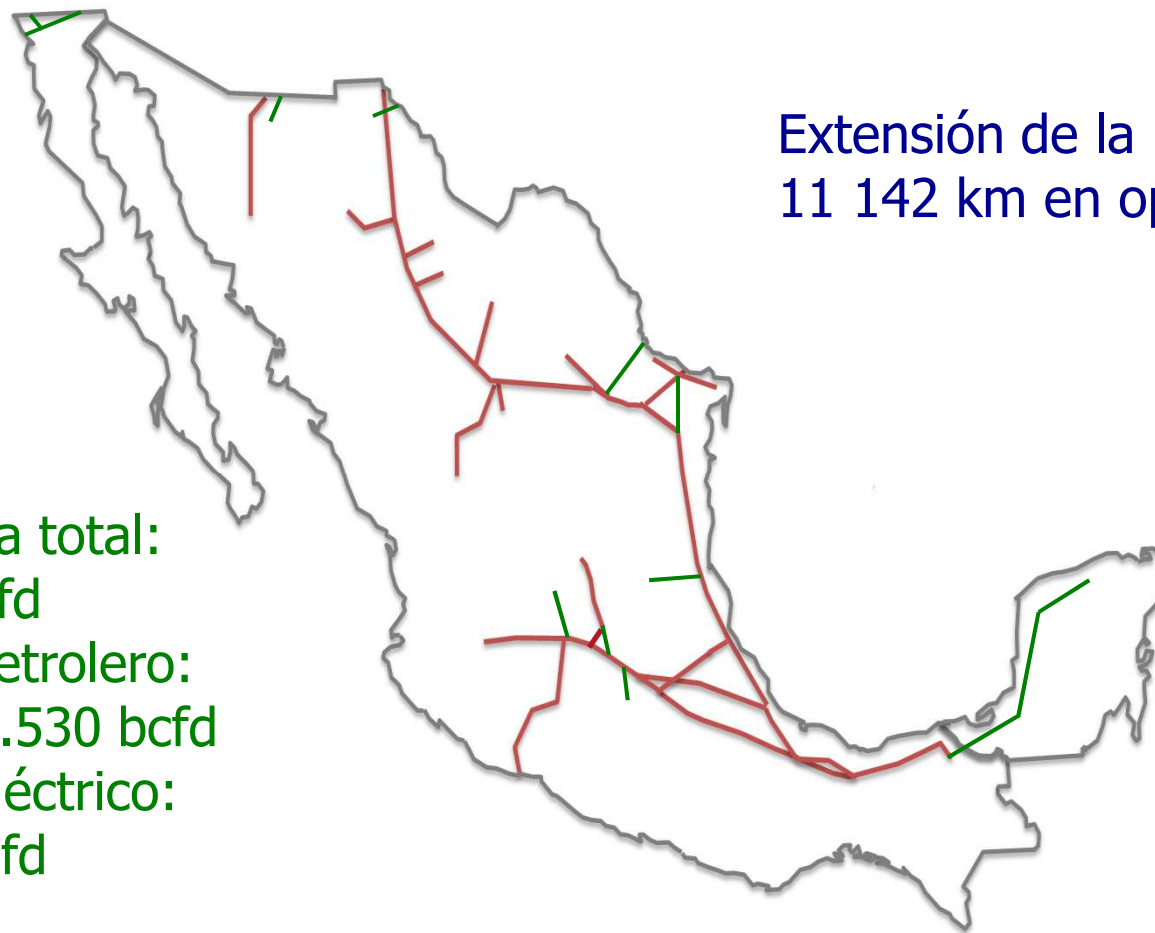 Extensión de la
11 142 km en op
a total:
fd
etrolero:
.530 bcfd
éctrico:
fd